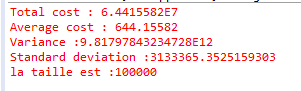 Total cost : 6.4415582E7
Average cost : 644.15582
Variance :9.81797843234728E12
Standard deviation :3133365.3525159303
la taille est :100000